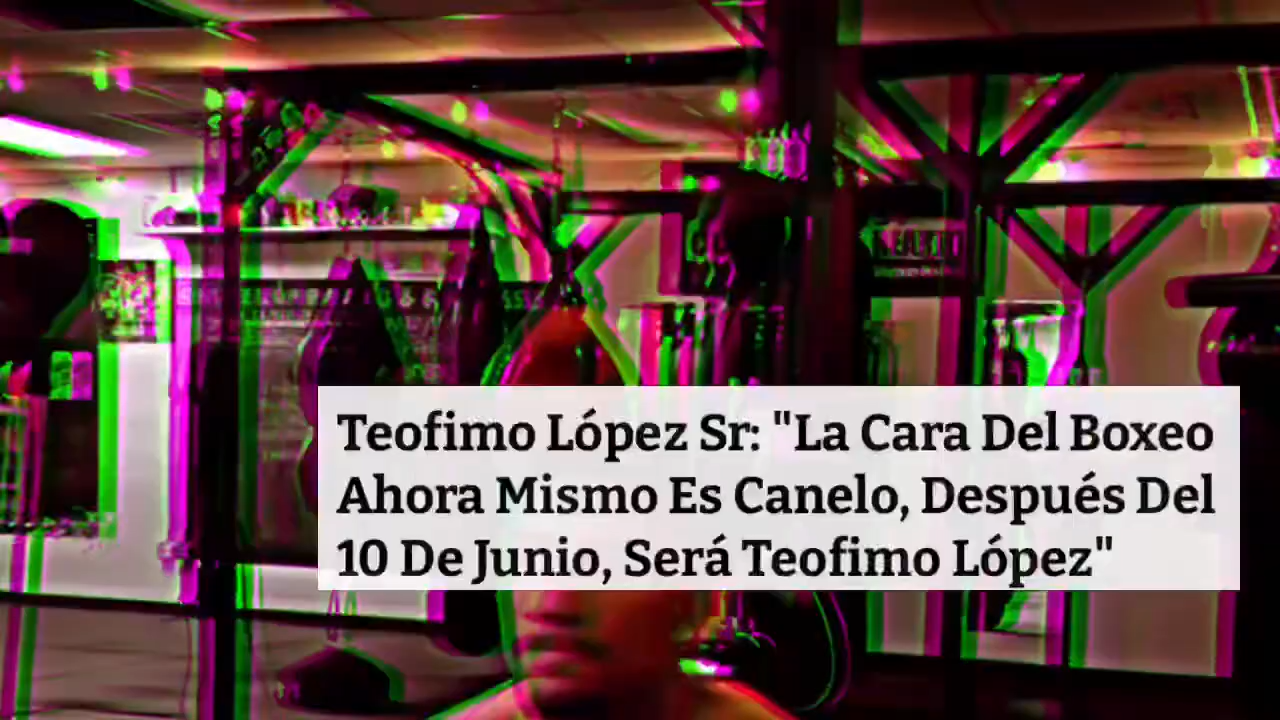 Teofimo López Sr: "La Cara Del Boxeo
Ahora Mismo Es Canelo, Después Del
10 De Junio, Será Teofimo López"